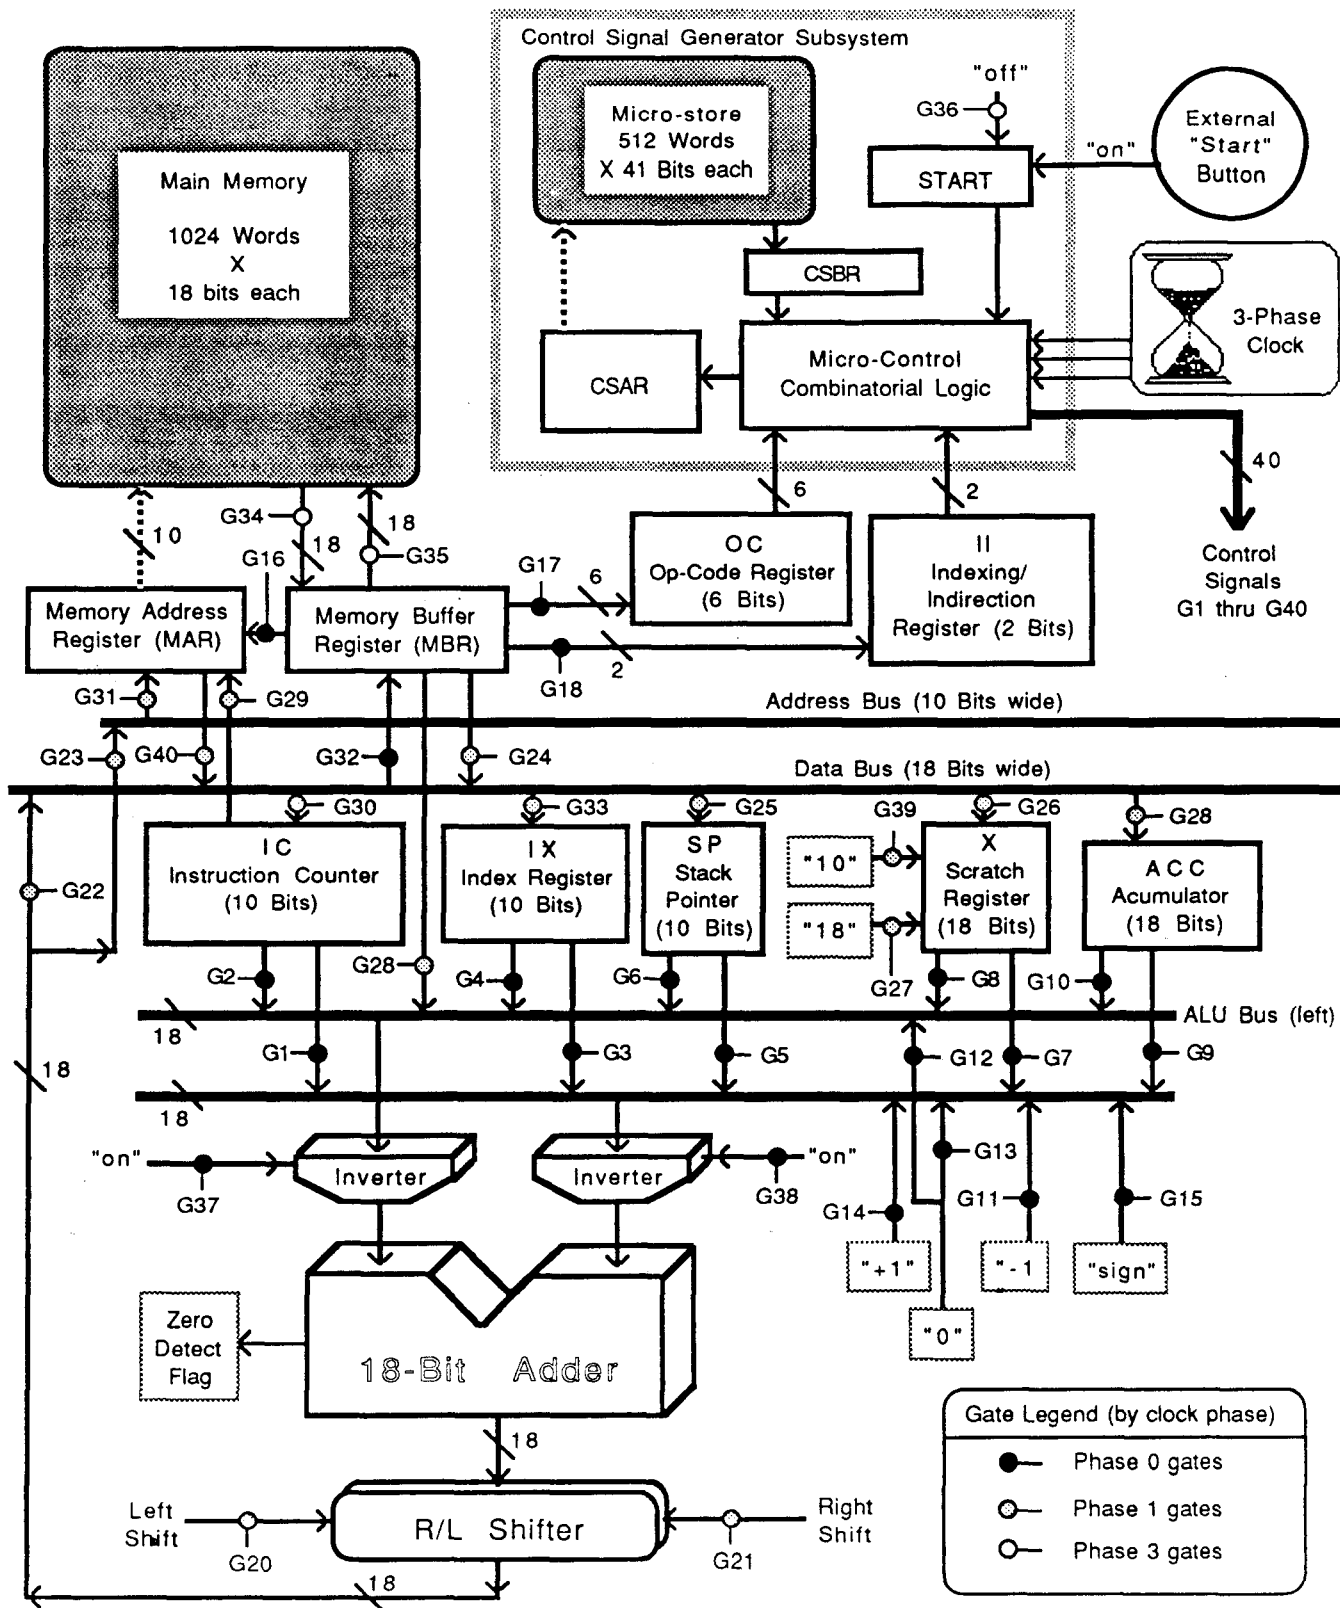 Control Signal Generator Subsystem
"off"
G36
Micro-store
512 Words
X 41 Bits each
External
"Start"
Button
"on"
START
Main Memory
1024 Words
X
18 bits each
CSBR
3-Phase
Clock
CSAR
Micro-Control
Combinatorial Logic
40
6
2
G34
18
10
18
G35
G16
OC
Op-Code Register
(6 Bits)
II
Indexing/
Indirection
Register (2 Bits)
Control
Signals
G1 thru G40
G17
6
Memory Address
Register (MAR)
Memory Buffer
Register (MBR)
2
G18
G31
G29
Address Bus (10 Bits wide)
G23
G40
G32
G24
Data Bus (18 Bits wide)
G30
G33
G25
G39
G26
G28
IC
Instruction Counter
(10 Bits)
IX
Index Register
(10 Bits)
SP
Stack
Pointer
(10 Bits)
"10"
"18"
X
Scratch
Register
(18 Bits)
ACC
Acumulator
(18 Bits)
G22
G2
G28
G4
G6
G27
G8
G10
18
ALU Bus (left)
G1
G3
G5
G12
G7
G9
18
18
"on"
G37
Inverter
Inverter
"on"
G38
G13
G14
G11
G15
"+1"
"-1
"sign"
"0"
Zero
Detect
Flag
18-Bit Adder
18
Gate Legend (by clock phase)
Phase 0 gates
Phase 1 gates
Phase 3 gates
Left
Shift
G20
R/L Shifter
G21
Right
Shift
18